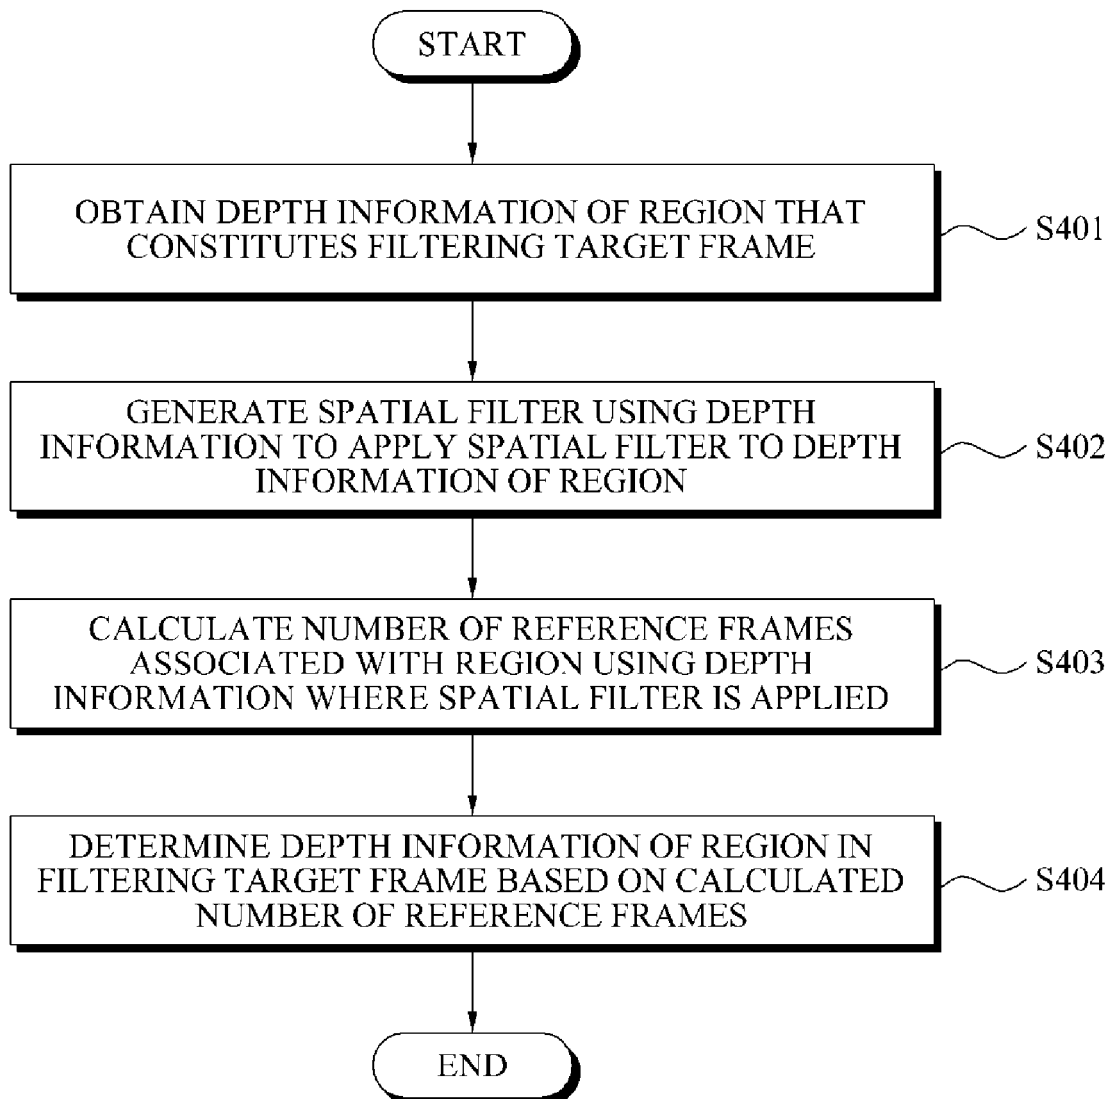 START
OBTAIN DEPTH INFORMATION OF REGION THAT
CONSTITUTES FILTERING TARGET FRAME
S401
GENERATE SPATIAL FILTER USING DEPTH
INFORMATION TO APPLY SPATIAL FILTER TO DEPTH
INFORMATION OF REGION
S402
CALCULATE NUMBER OF REFERENCE FRAMES
ASSOCIATED WITH REGION USING DEPTH
INFORMATION WHERE SPATIAL FILTER IS APPLIED
S403
DETERMINE DEPTH INFORMATION OF REGION IN
FILTERING TARGET FRAME BASED ON CALCULATED
NUMBER OF REFERENCE FRAMES
S404
END